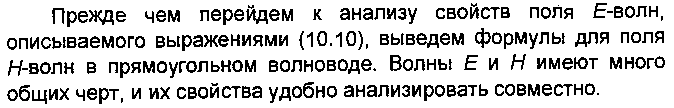 Прежде чем перейдем к анализу свойств поля E-волн,
описываемого выражениями (10.10), выведем формулы для поля
H-волн в прямоугольном волноводе. Волны E и H имеют много
общих черт, и их свойства удобно анализировать совместно.